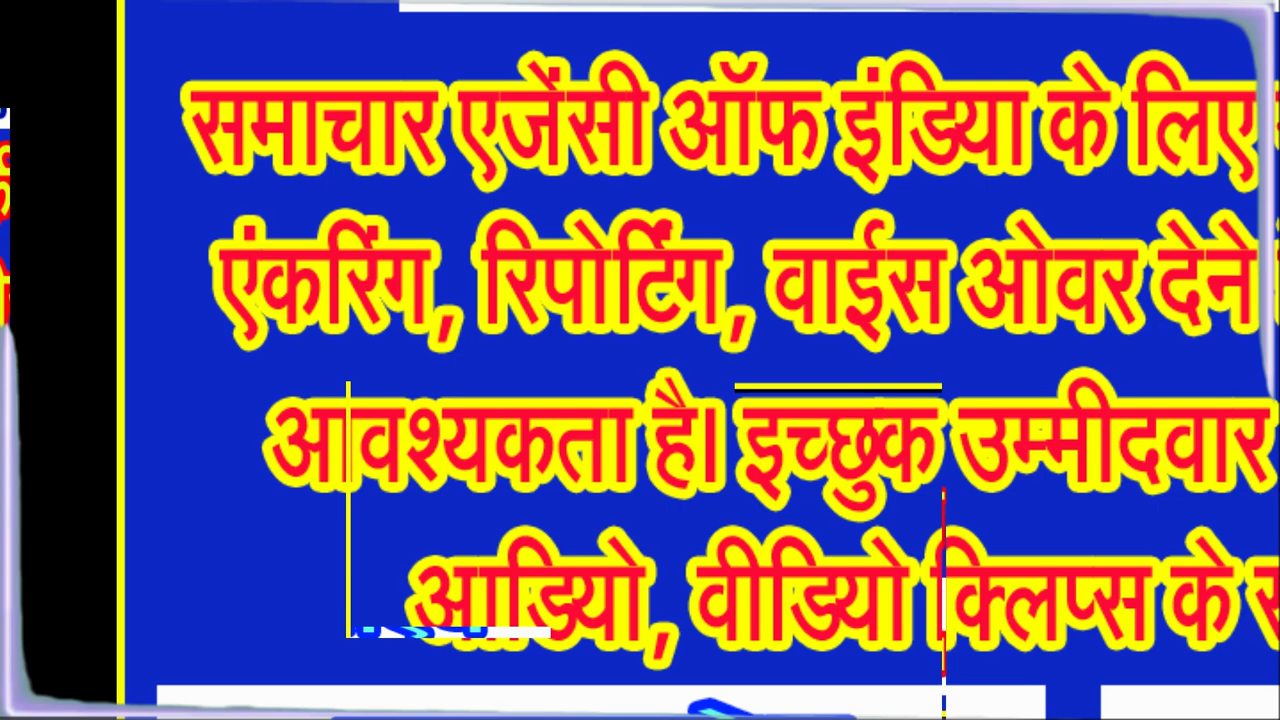 समाचार एजेंसी ऑफ इंडिया के लिए
एंकरिंग, रिपोर्टिंग, वाईस ओवर देने
आवश्यकता है। इच्छुक उम्मीदवार
आडियो, वीडियो क्लिप्स के